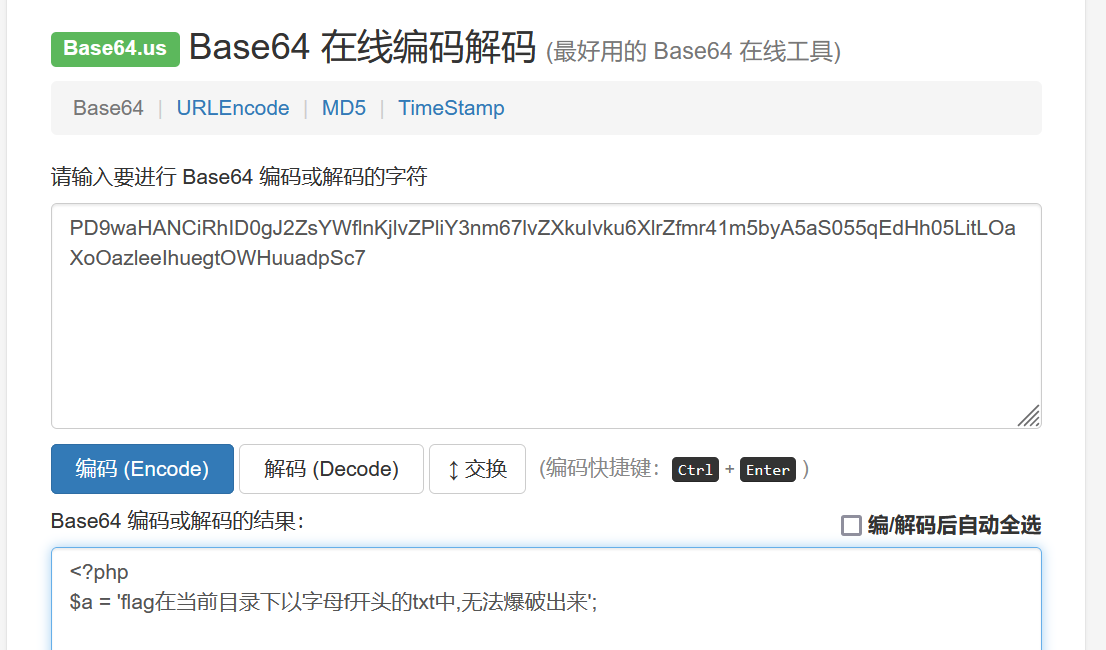 Base64.us Base64 在线编码解码 (最好用的 Base64 在线工具)
Base64 | URLEncode | MD5 | TimeStamp
请输入要进行 Base64 编码或解码的字符
PD9waHANCiRhID0gJ2ZsYWflnKjlvZPliY3nm67lvZXkuIvku6XlrZfmr41m5byA5aS055qEdHh05LitLOa
XoOazleeIhuegtOWHuuadpSc7
编码 (Encode) 解码 (Decode) ↕ 交换 (编码快捷键: Ctrl + Enter )
Base64 编码或解码的结果: 编/解码后自动全选
<?php
$a = 'flag在当前目录下以字母f开头的txt中,无法爆破出来';